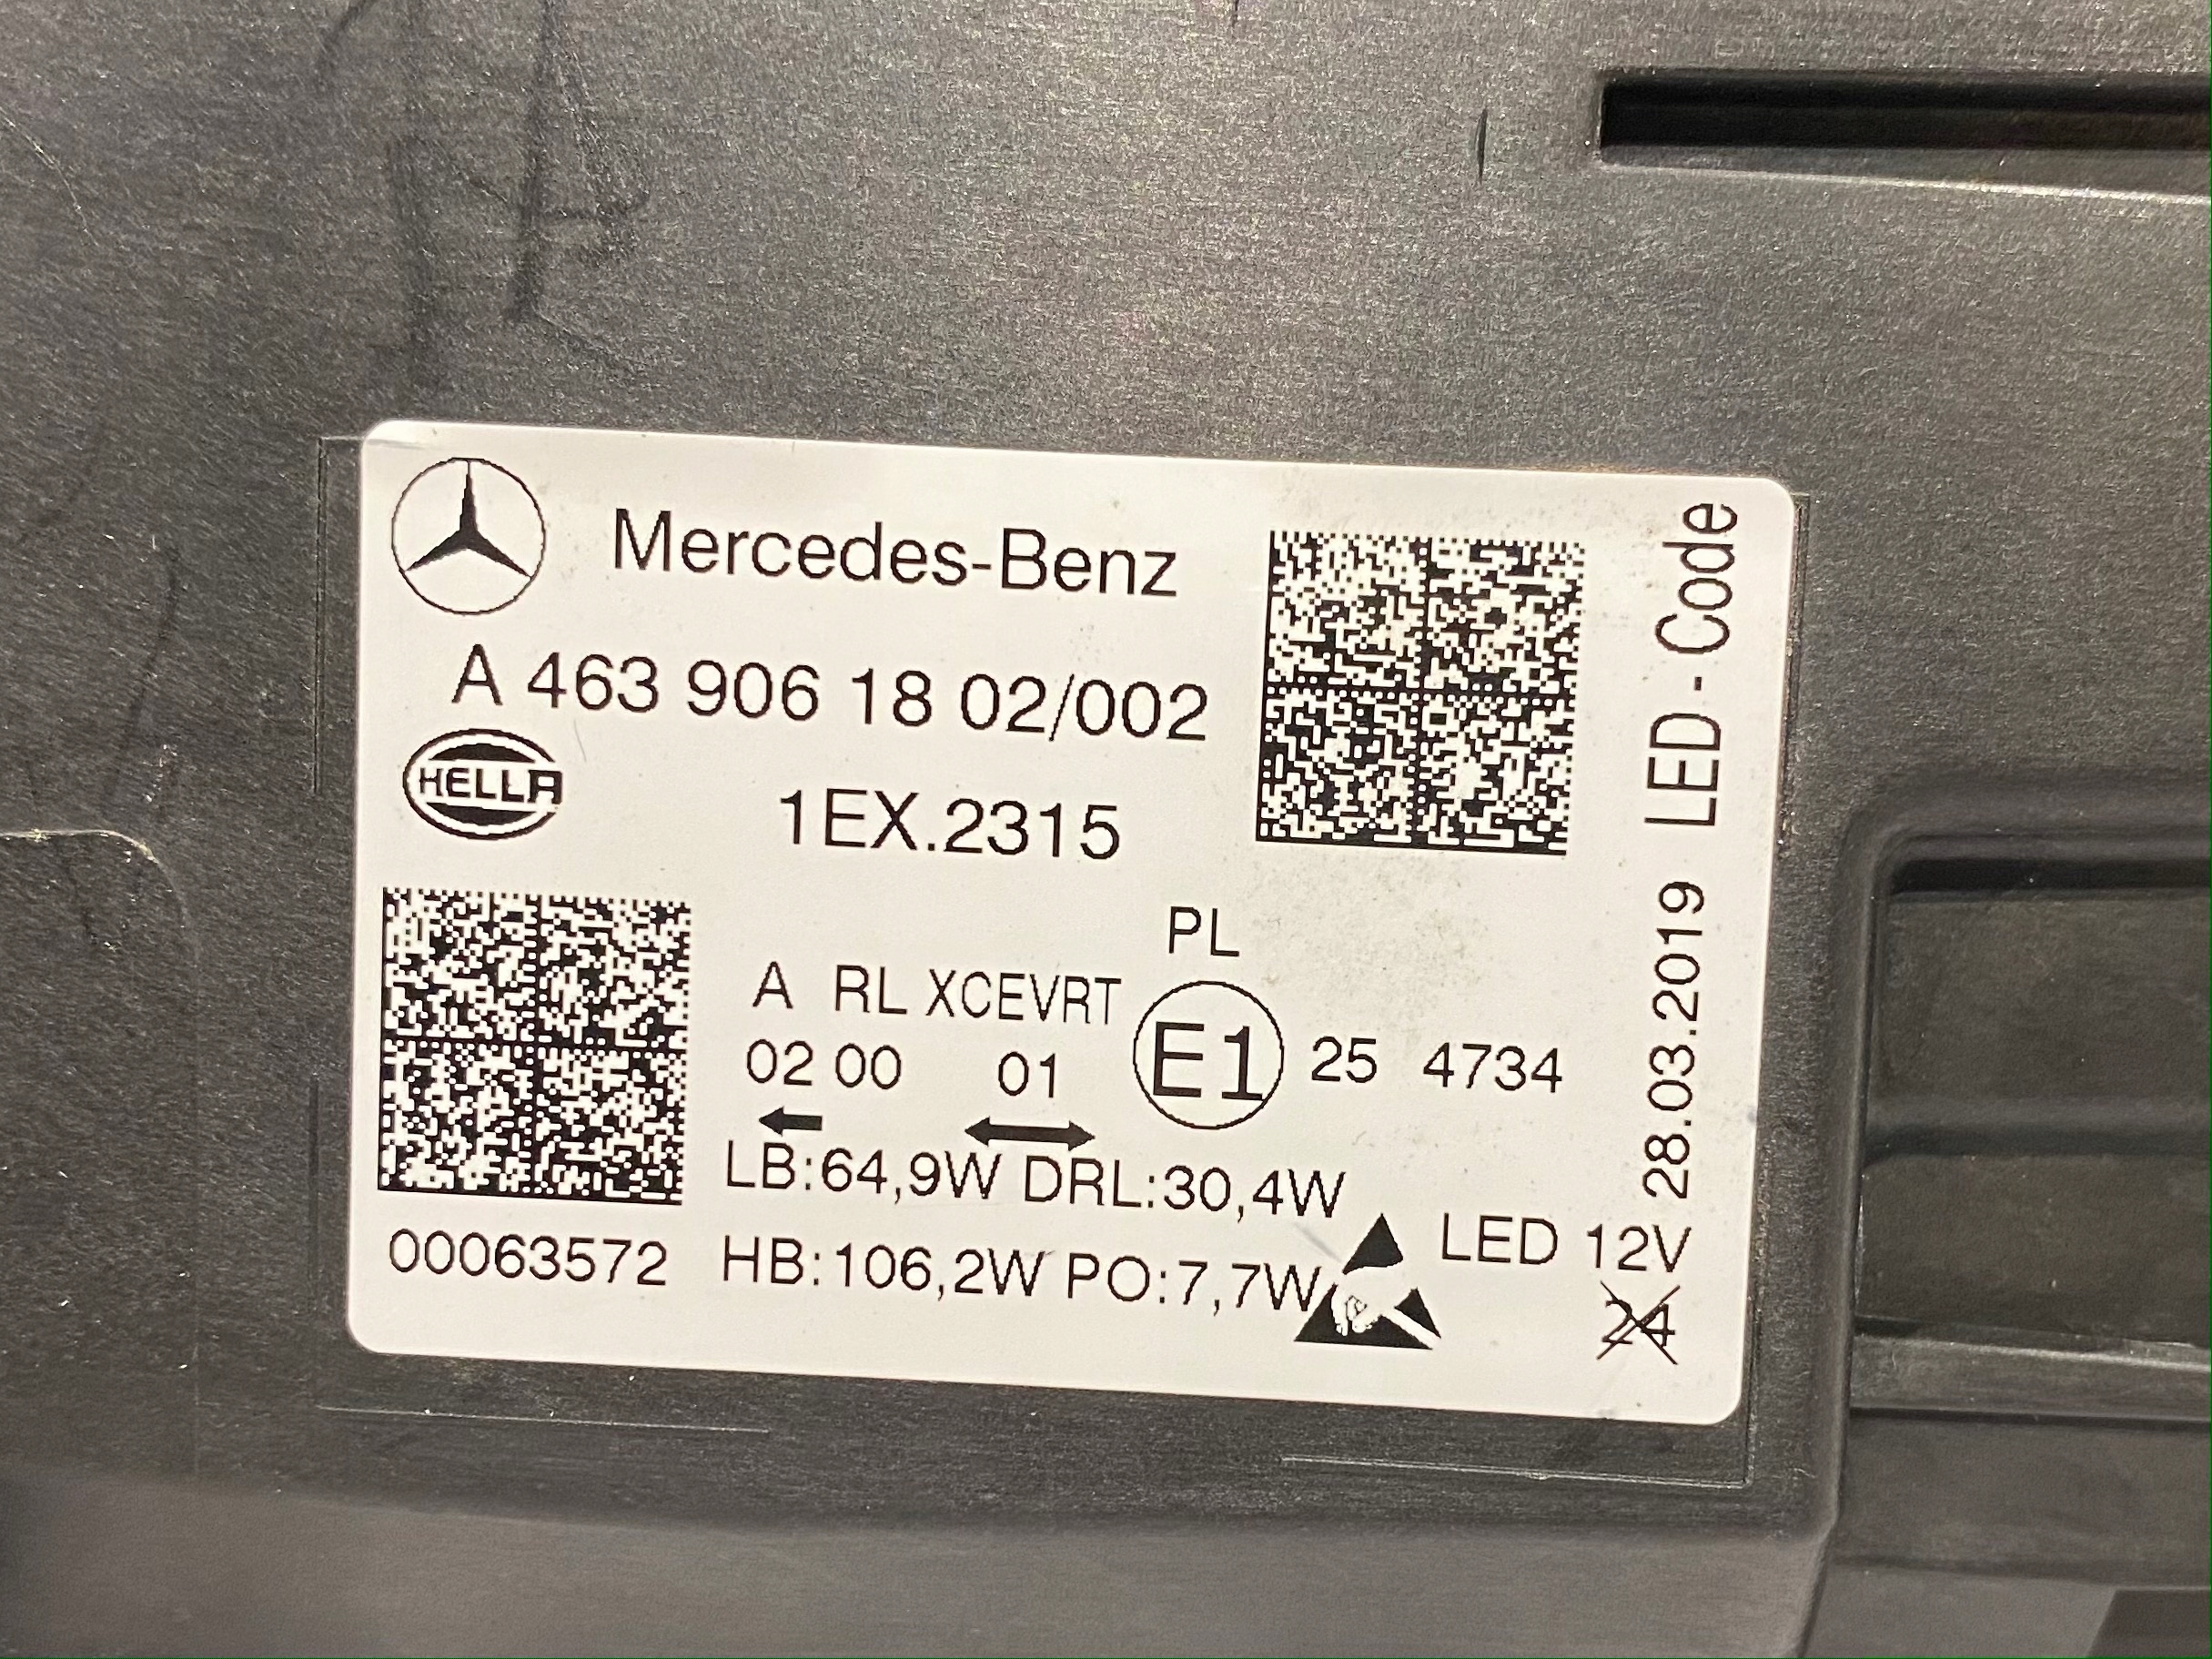 Mercedes-Benz
A 463 906 18 02/002
HELLA
1EX.2315
PL
A RL XCEVRT
02 00 01
E1 25 4734
LB:64,9W DRL:30,4W
00063572 HB:106,2W PO:7,7W
LED 12V
24
28.03.2019 LED - Code